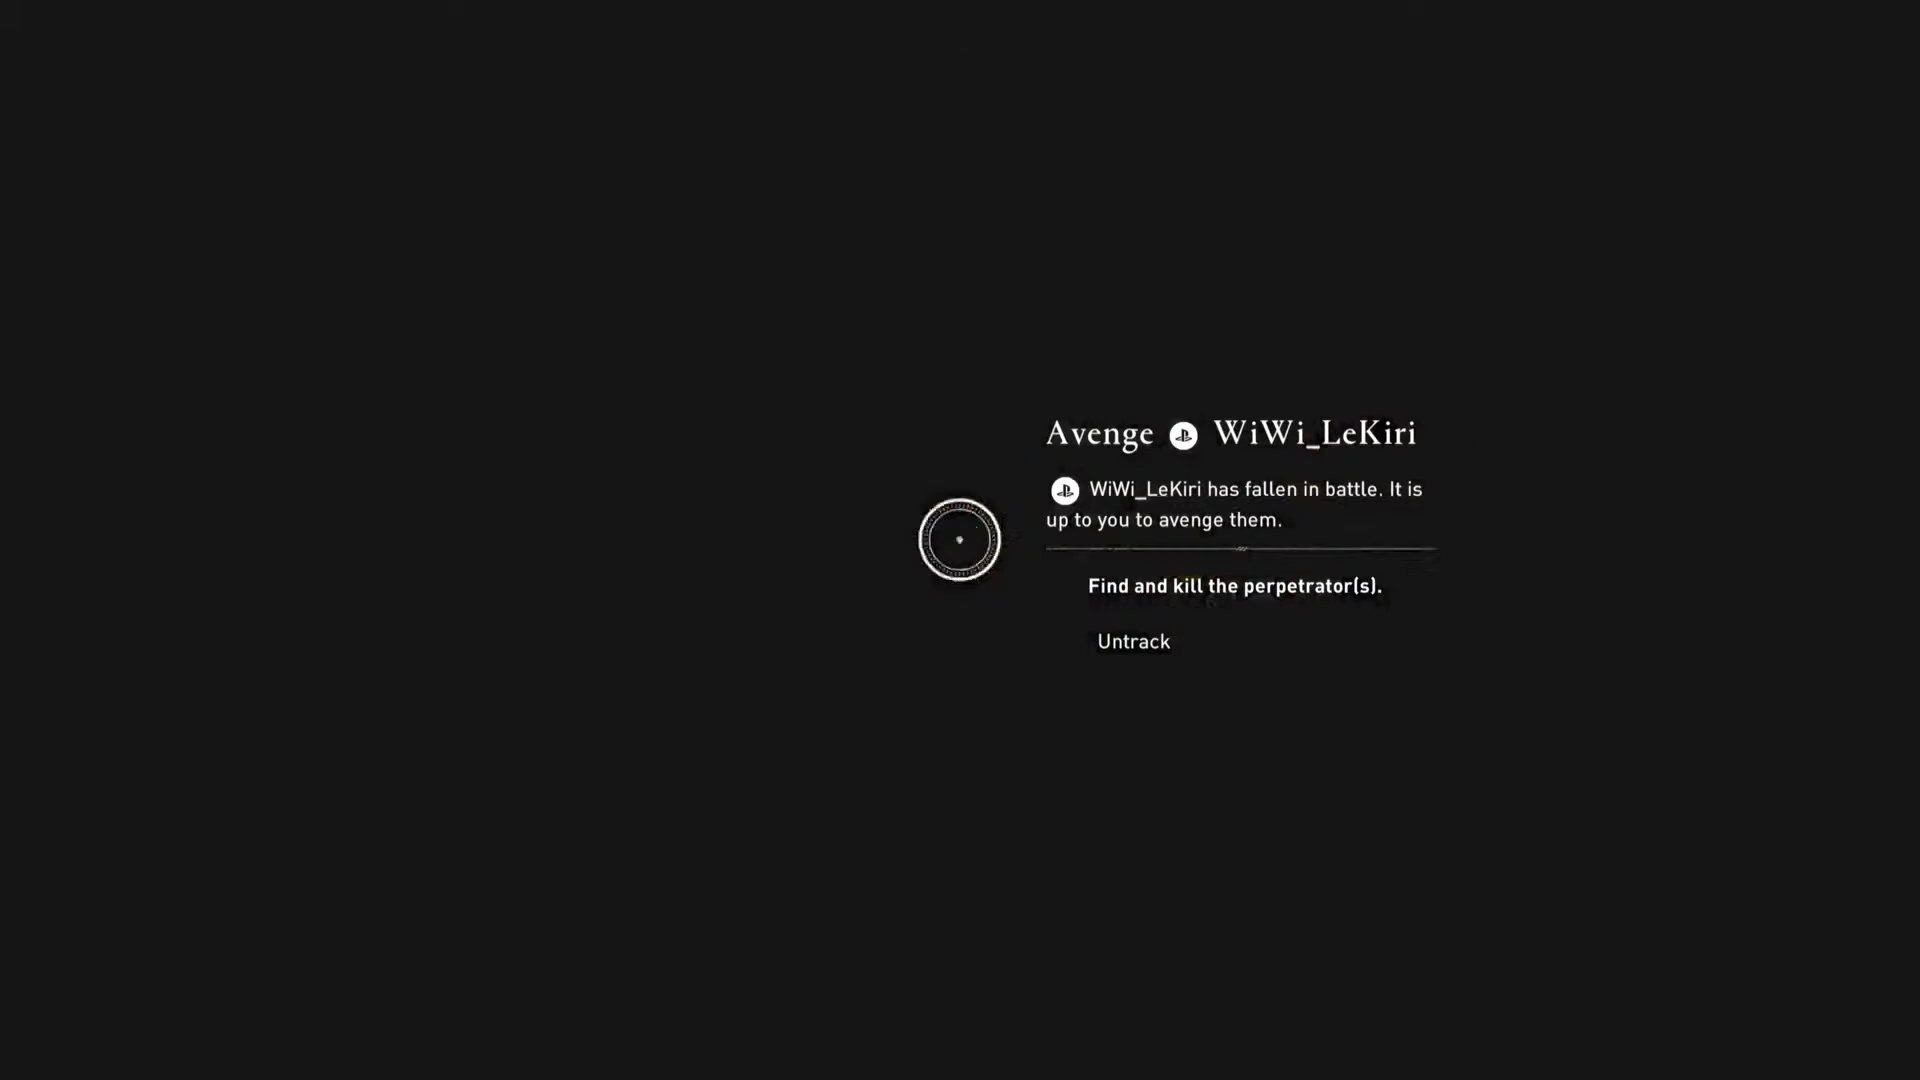 Avenge WiWi_LeKiri
WiWi_LeKiri has fallen in battle. It is
up to you to avenge them.
Find and kill the perpetrator(s).
Untrack